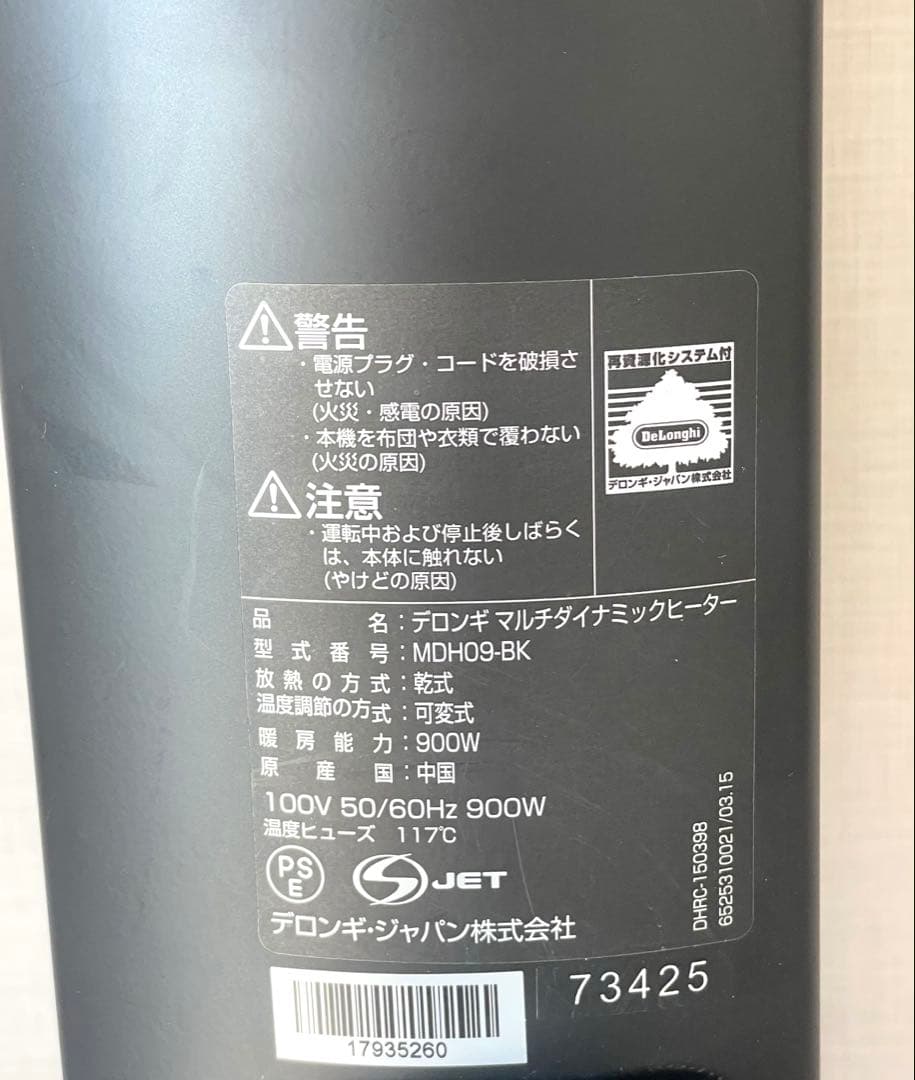 警告
・電源プラグ・コードを破損さ
せない
(火災・感電の原因)
・本機を布団や衣類で覆わない
(火災の原因)
注意
・運転中および停止後しばらく
は、本体に触れない
(やけどの原因)
再資源化システム付
DeLonghi
デロンギ・ジャパン株式会社
品名:デロンギ マルチダイナミックヒーター
型式番号:MDH09-BK
放熱の方式:乾式
温度調節の方式:可変式
暖房能力:900W
原産国:中国
100V 50/60Hz 900W
温度ヒューズ 117℃
PSE
JET
デロンギ・ジャパン株式会社
DHRC-150398
6525310021/03.15
17935260
73425